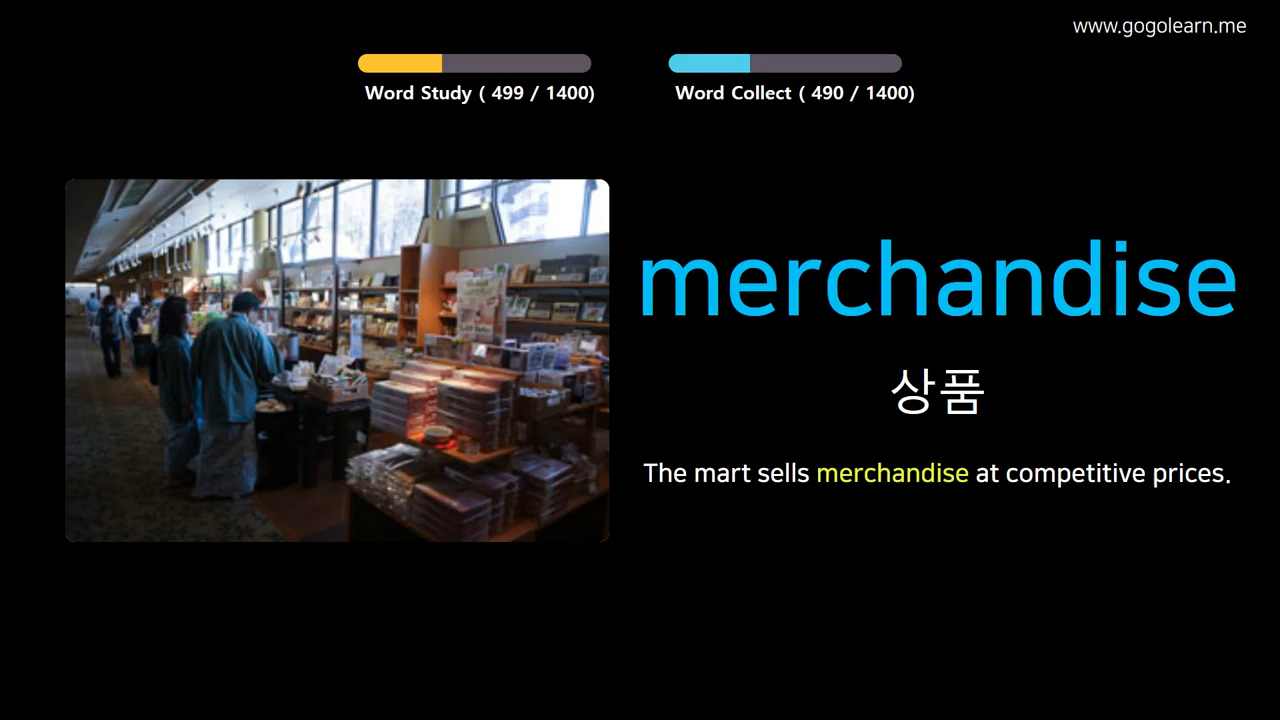 www.gogolearn.me
Word Study ( 499 / 1400)
Word Collect ( 490 / 1400)
merchandise
상품
The mart sells merchandise at competitive prices.